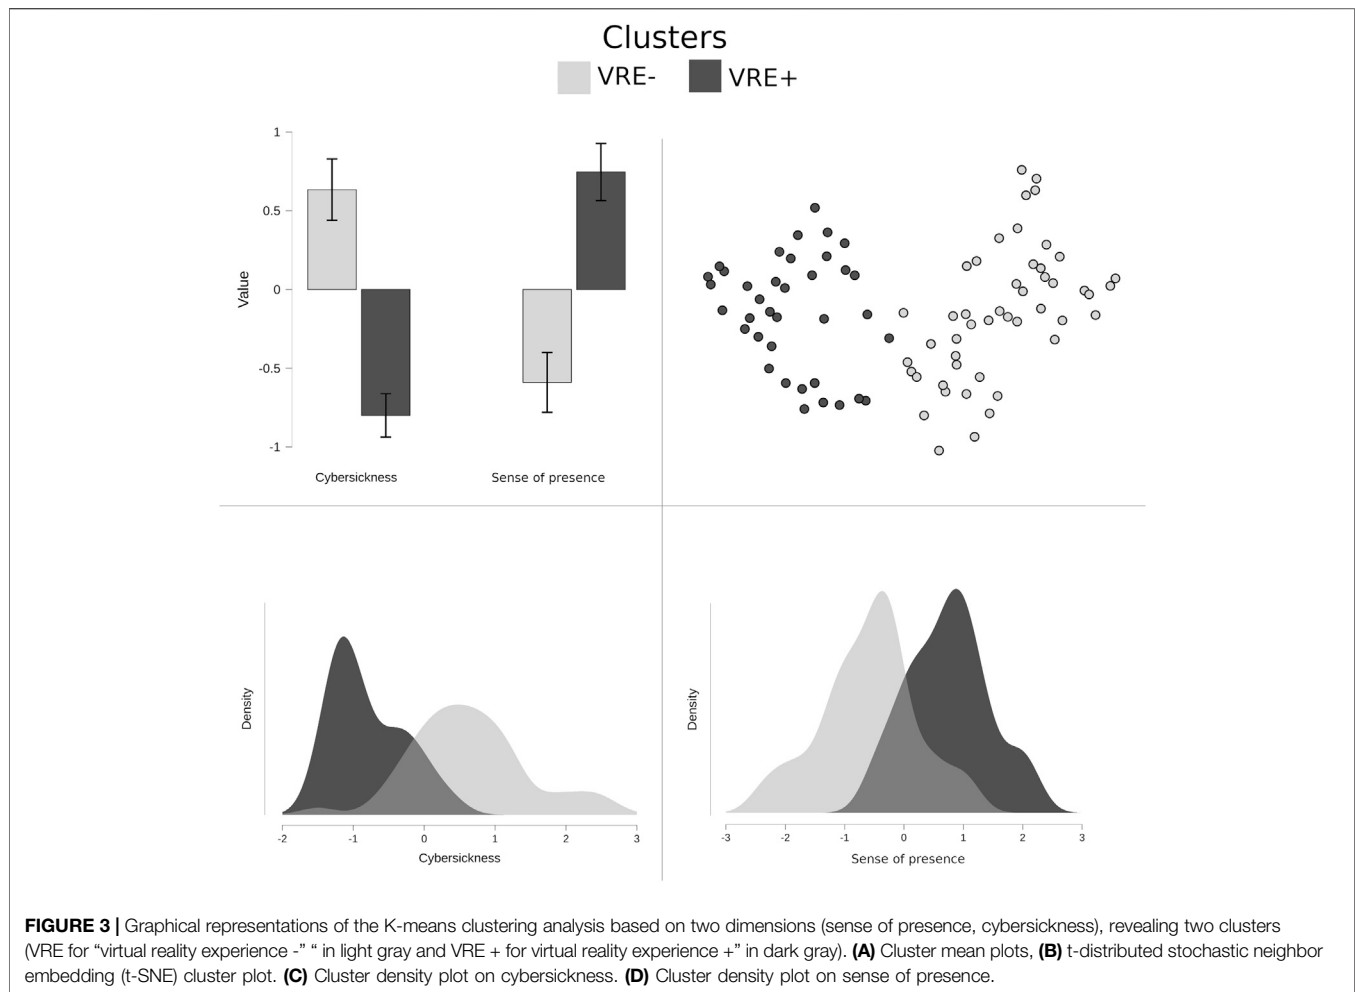 Clusters
VRE- VRE+
1
0.5
0
-0.5
-1
Value
Cybersickness Sense of presence
Density
-2 -1 0 1 2 3
Cybersickness
Density
-3 -2 -1 0 1 2 3
Sense of presence
FIGURE 3 | Graphical representations of the K-means clustering analysis based on two dimensions (sense of presence, cybersickness), revealing two clusters
(VRE for “virtual reality experience -” “ in light gray and VRE + for virtual reality experience +” in dark gray). (A) Cluster mean plots, (B) t-distributed stochastic neighbor
embedding (t-SNE) cluster plot. (C) Cluster density plot on cybersickness. (D) Cluster density plot on sense of presence.